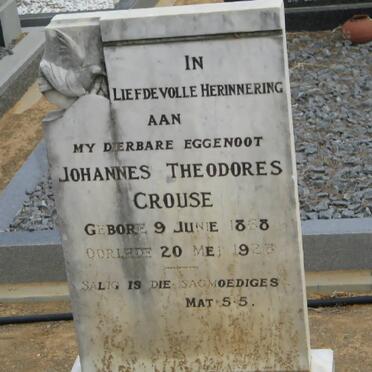 IN
LIEFDEVOLLE HERINNERING
AAN
MY DIERBARE EGGENOOT
JOHANNES THEODORES
CROUSE
GEBORE 9 JUNIE
OORLEDE 20 MEI
SALIG IS DIE SAGMOEDIGES
MAT 5-5.